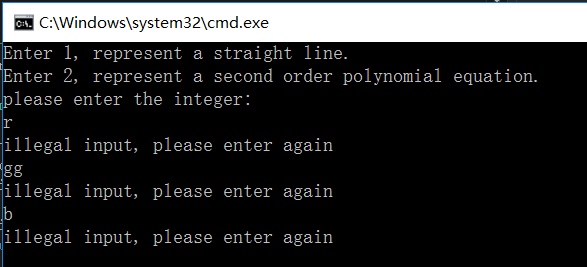 C:\Windows\system32\cmd.exe
Enter 1, represent a straight line.
Enter 2, represent a second order polynomial equation.
please enter the integer:
r
illegal input, please enter again
gg
illegal input, please enter again
b
illegal input, please enter again